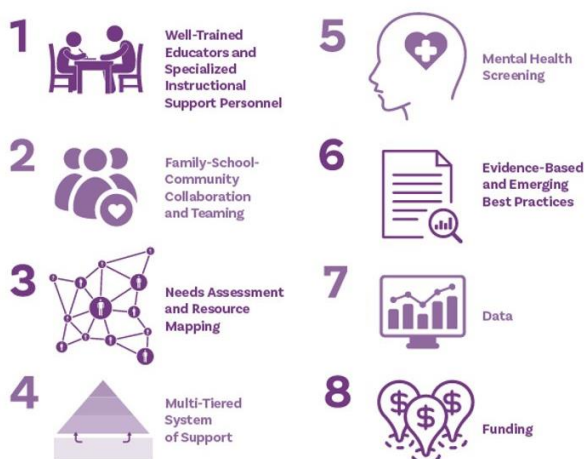 1
Well-Trained
Educators and
Specialized
Instructional
Support Personnel
2
Family-School-
Community
Collaboration
and Teaming
3
Needs Assessment
and Resource
Mapping
4
Multi-Tiered
System
of Support
5
Mental Health
Screening
6
Evidence-Based
and Emerging
Best Practices
7
Data
8
$ $ $
Funding